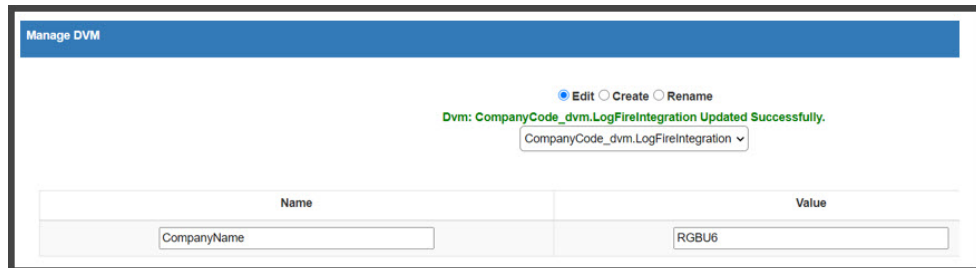 Manage DVM
Edit Create Rename
Dvm: CompanyCode_dvm.LogFireIntegration Updated Successfully.
CompanyCode_dvm.LogFireIntegration
Name Value
CompanyName RGBU6